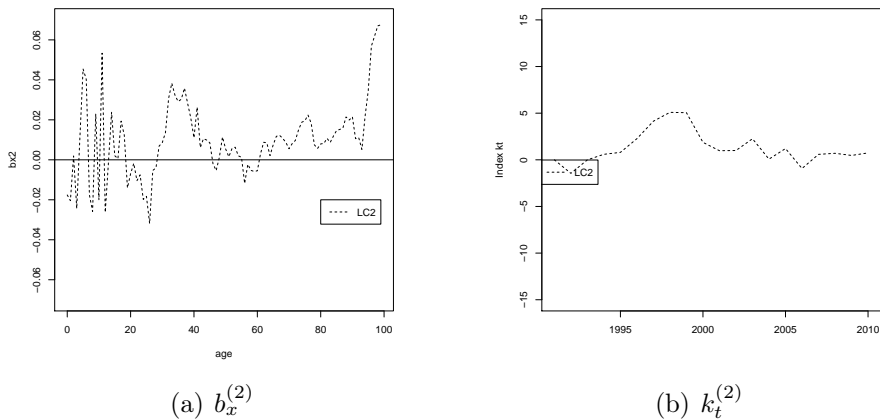 0.06
0.04
0.02
0.00
−0.02
−0.04
−0.06
bx2
LC2
0 20 40 60 80 100
age
(a) b_x^{(2)}
15
10
5
0
−5
−10
−15
Index kt
LC2
1995 2000 2005 2010
(b) k_t^{(2)}